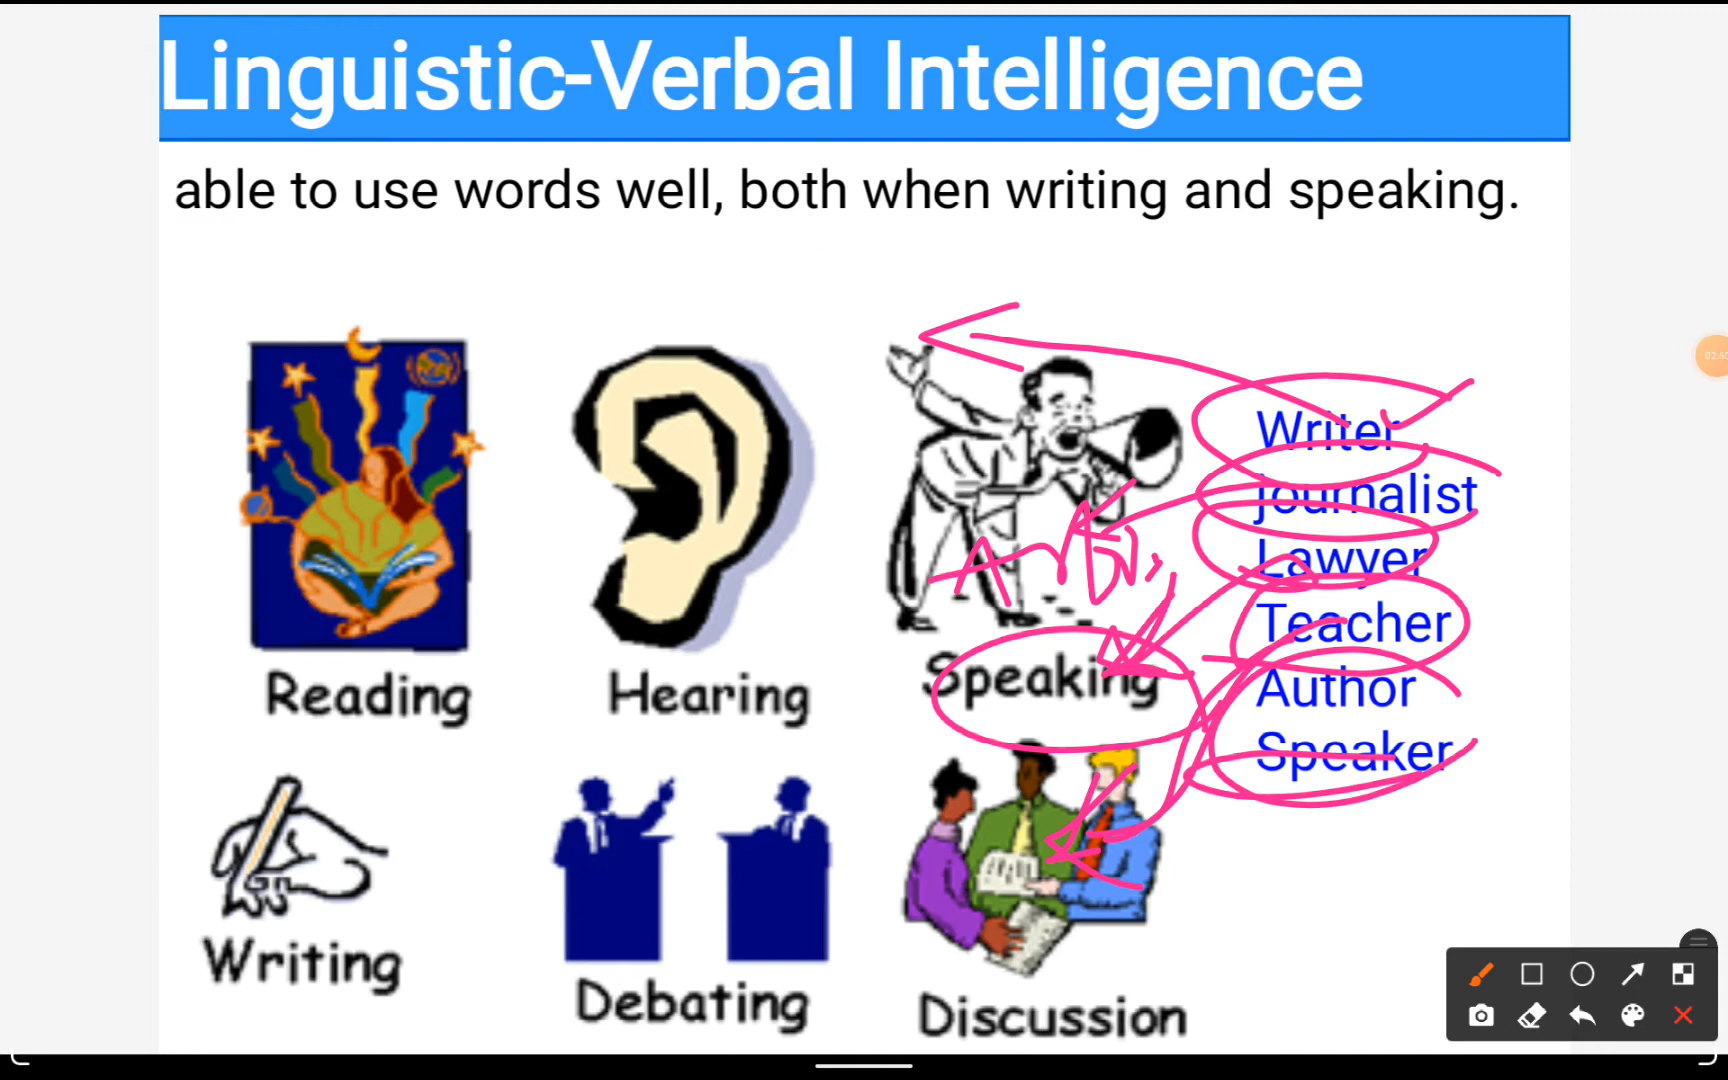 Linguistic-Verbal Intelligence
able to use words well, both when writing and speaking.
Writer
journalist
Lawyer
Teacher
Author
Speaker
Reading
Hearing
Speaking
Writing
Debating
Discussion